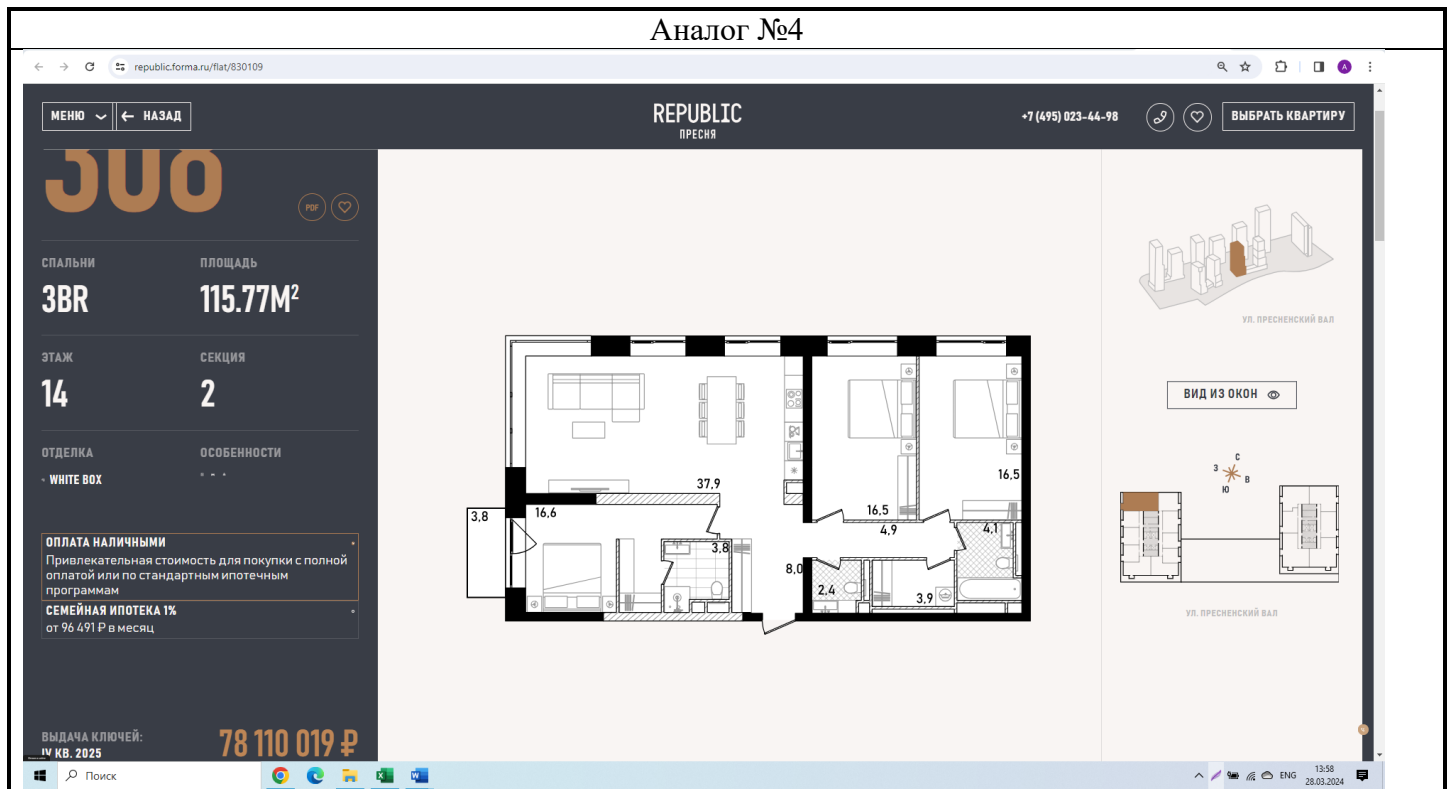 Аналог №4
republic.forma.ru/flat/830109
A
МЕНЮ
НАЗАД
REPUBLIC
ПРЕСНЯ
+7 (495) 023-44-98
ВЫБРАТЬ КВАРТИРУ
308
PDF
СПАЛЬНИ
ПЛОЩАДЬ
3BR
115.77М²
ЭТАЖ
СЕКЦИЯ
14
2
ОТДЕЛКА
ОСОБЕННОСТИ
WHITE BOX
ОПЛАТА НАЛИЧНЫМИ
Привлекательная стоимость для покупки с полной
оплатой или по стандартным ипотечным
программам
СЕМЕЙНАЯ ИПОТЕКА 1%
от 96 491 ₽ в месяц
ВЫДАЧА КЛЮЧЕЙ:
IV КВ. 2025
78 110 019 ₽
37,9
16,5
16,5
3,8
16,6
4,9
4,1
3,8
8,0
2,4
3,9
УЛ. ПРЕСНЕНСКИЙ ВАЛ
ВИД ИЗ ОКОН
С
З
В
Ю
УЛ. ПРЕСНЕНСКИЙ ВАЛ
Поиск
ENG
13:58
28.03.2024